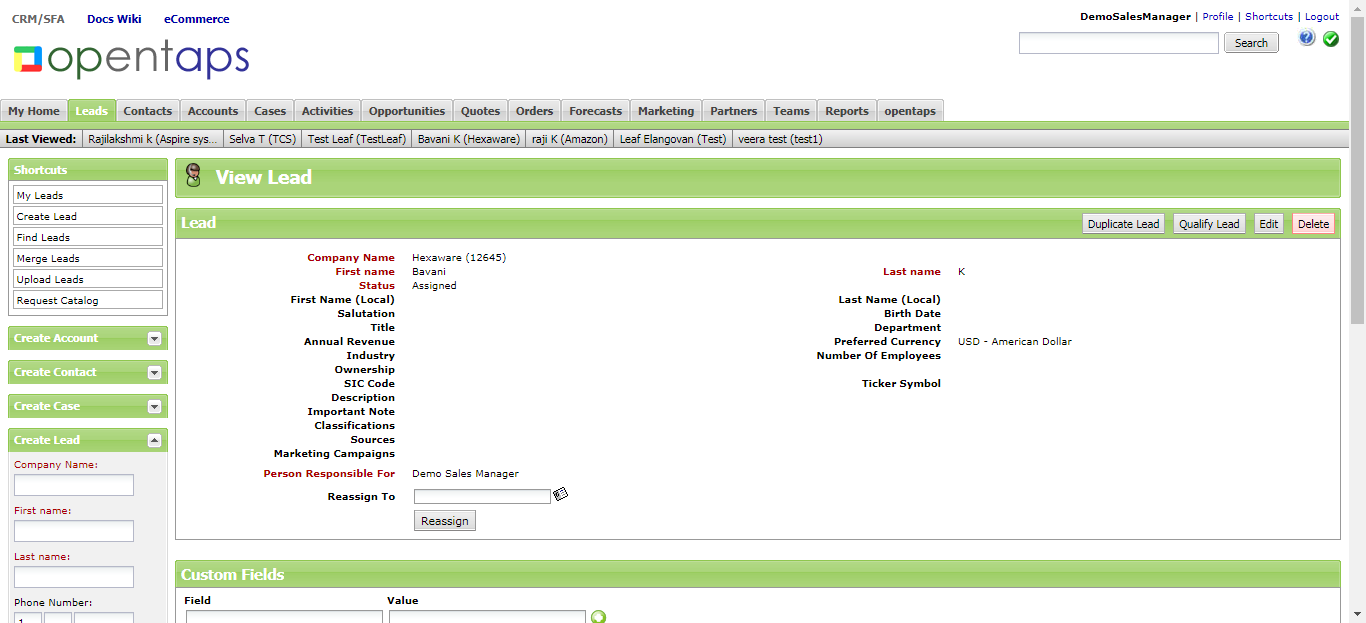 CRM/SFA Docs Wiki eCommerce
DemoSalesManager | Profile | Shortcuts | Logout
opentaps
Search
My Home Leads Contacts Accounts Cases Activities Opportunities Quotes Orders Forecasts Marketing Partners Teams Reports opentaps
Last Viewed: Rajilakshmi k (Aspire sys... Selva T (TCS) Test Leaf (TestLeaf) Bavani K (Hexaware) raji K (Amazon) Leaf Elangovan (Test) veera test (test1)
Shortcuts
My Leads
Create Lead
Find Leads
Merge Leads
Upload Leads
Request Catalog
Create Account
Create Contact
Create Case
Create Lead
Company Name:
First name:
Last name:
Phone Number:
1
View Lead
Lead
Duplicate Lead Qualify Lead Edit Delete
Company Name Hexaware (12645)
First name Bavani Last name K
Status Assigned
First Name (Local) Last Name (Local)
Salutation Birth Date
Title Department
Annual Revenue Preferred Currency USD - American Dollar
Industry Number Of Employees
Ownership
SIC Code Ticker Symbol
Description
Important Note
Classifications
Sources
Marketing Campaigns
Person Responsible For Demo Sales Manager
Reassign To
Reassign
Custom Fields
Field Value